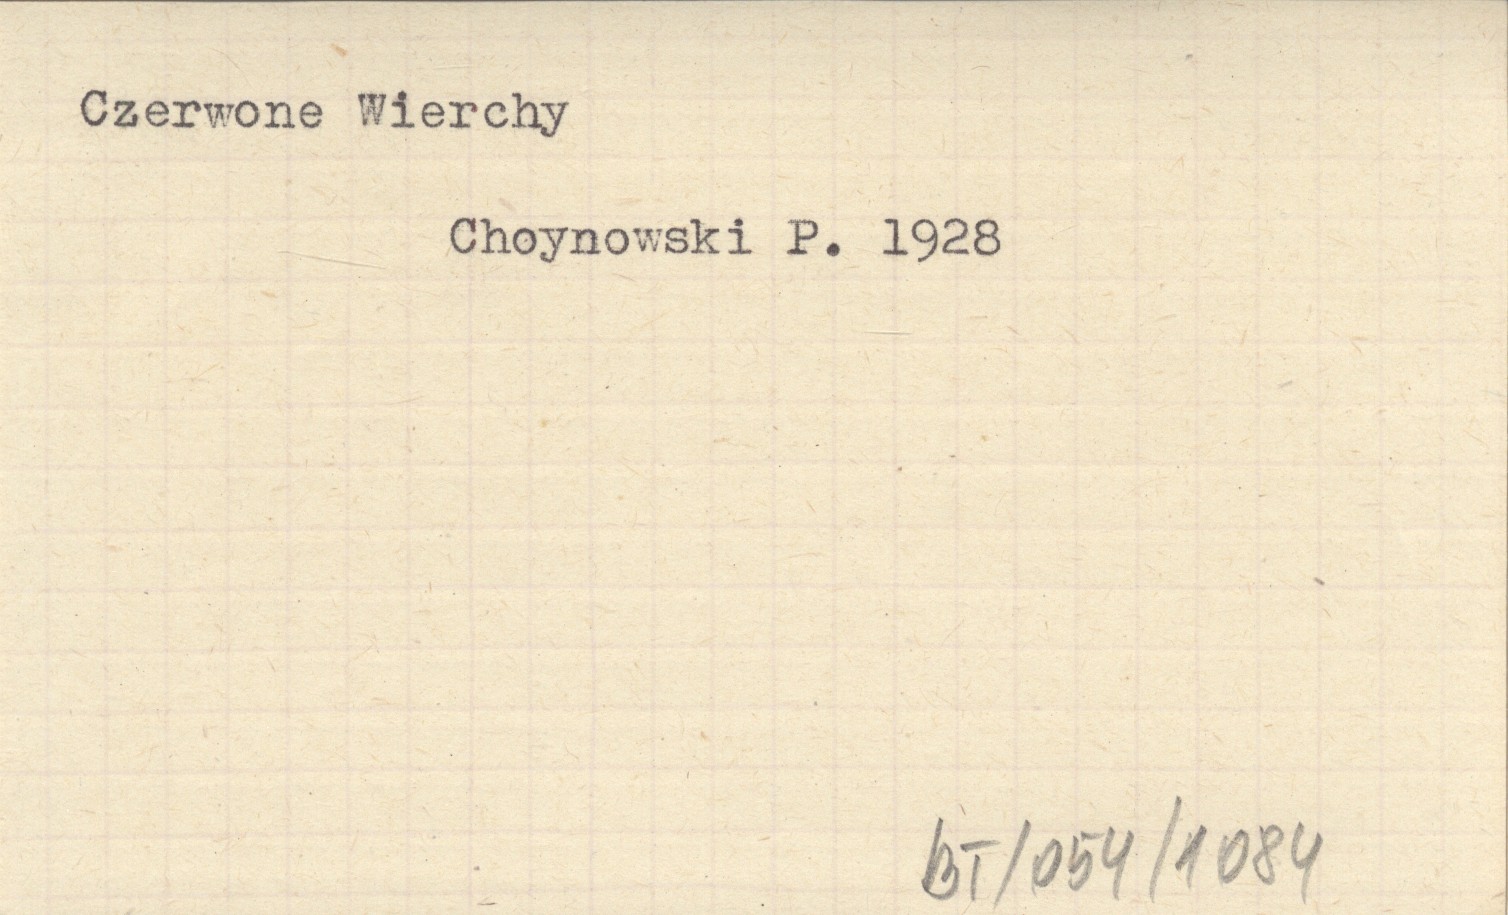 Czerwone Wierchy
Choynowski P. 1928
BT/054/1084